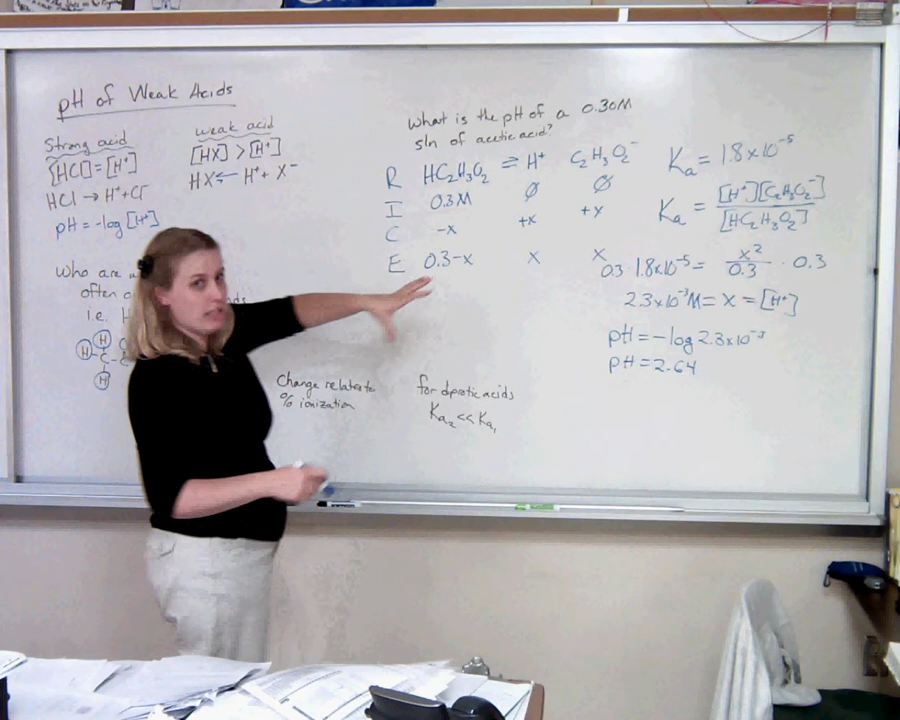 pH of Weak Acids
Strong acid
[HCl] = [H⁺]
HCl → H⁺ + Cl⁻
pH = -log [H⁺]
weak acid
[HX] > [H⁺]
HX ⇋ H⁺ + X⁻
Who are
often
i.e. H
H
H C
H
Change relates to
% ionization
for diprotic acids
Ka₂ << Ka₁
What is the pH of a 0.30M
sln of acetic acid?
R HC₂H₃O₂ ⇌ H⁺ C₂H₃O₂⁻
I 0.3M Ø Ø
C -x +x +x
E 0.3-x x x
Ka = 1.8x10⁻⁵
Ka = [H⁺][C₂H₃O₂⁻]
[HC₂H₃O₂]
0.3 1.8x10⁻⁵ = x²/0.3 · 0.3
2.3x10⁻³M = x = [H⁺]
pH = -log 2.3x10⁻³
pH = 2.64